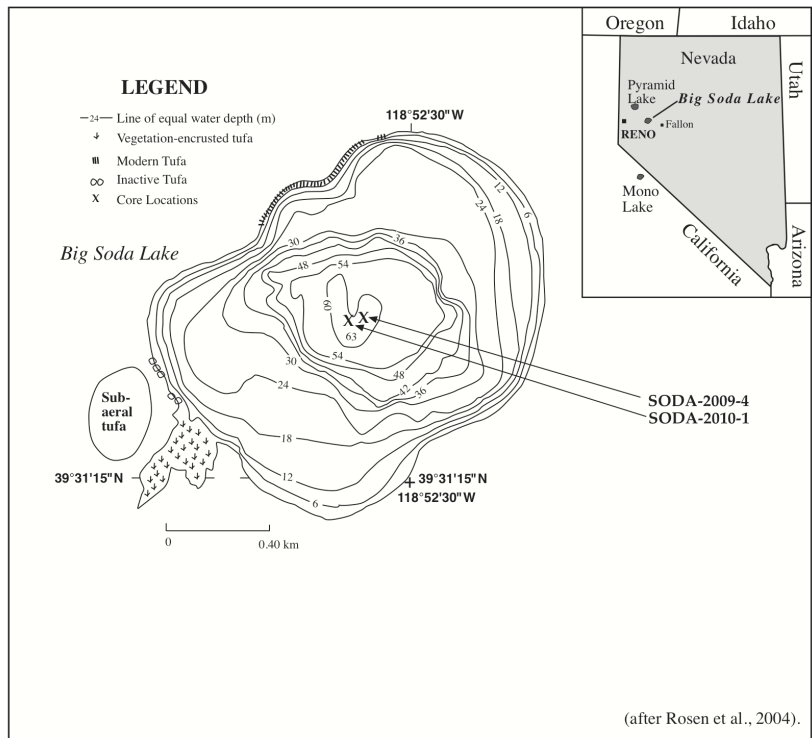 LEGEND
24 Line of equal water depth (m)
Vegetation-encrusted tufa
Modern Tufa
Inactive Tufa
X Core Locations
118°52'30"W
Big Soda Lake
12
6
24
18
30
36
48
54
60
X X
63
54
30
48
42
36
24
18
12
6
Sub-
aeral
tufa
39°31'15"N
39°31'15"N
118°52'30"W
0 0.40 km
SODA-2009-4
SODA-2010-1
Oregon Idaho
Nevada
Utah
Pyramid
Lake
Big Soda Lake
RENO
Fallon
Mono
Lake
California
Arizona
(after Rosen et al., 2004).